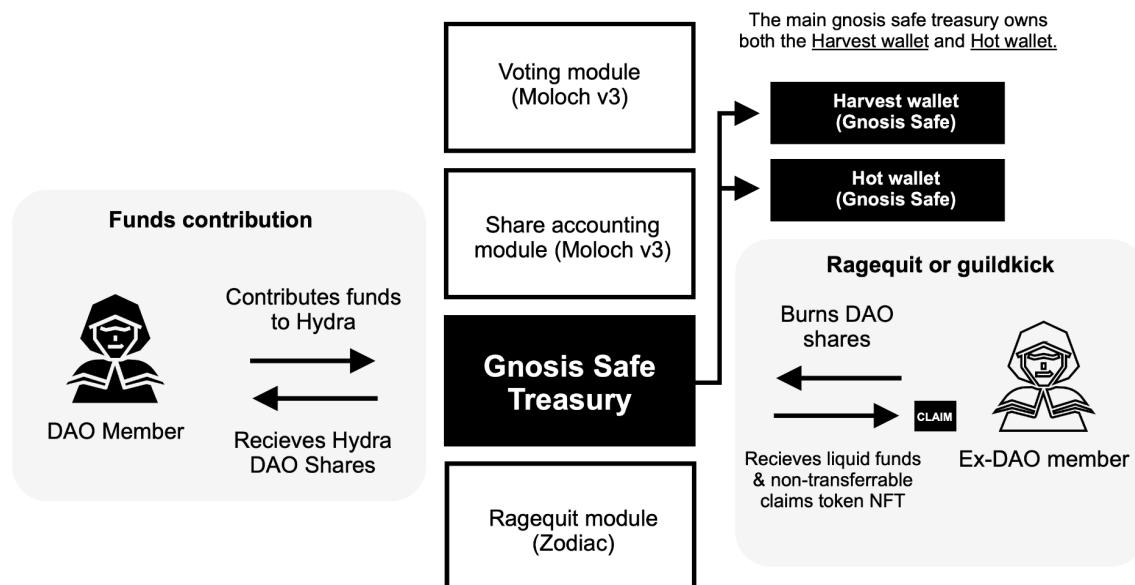 The main gnosis safe treasury owns
both the Harvest wallet and Hot wallet.
Voting module
(Moloch v3)
Harvest wallet
(Gnosis Safe)
Hot wallet
(Gnosis Safe)
Funds contribution
Contributes funds
to Hydra
DAO Member
Recieves Hydra
DAO Shares
Share accounting
module (Moloch v3)
Gnosis Safe
Treasury
Ragequit module
(Zodiac)
Ragequit or guildkick
Burns DAO
shares
CLAIM
Recieves liquid funds
& non-transferrable
claims token NFT
Ex-DAO member